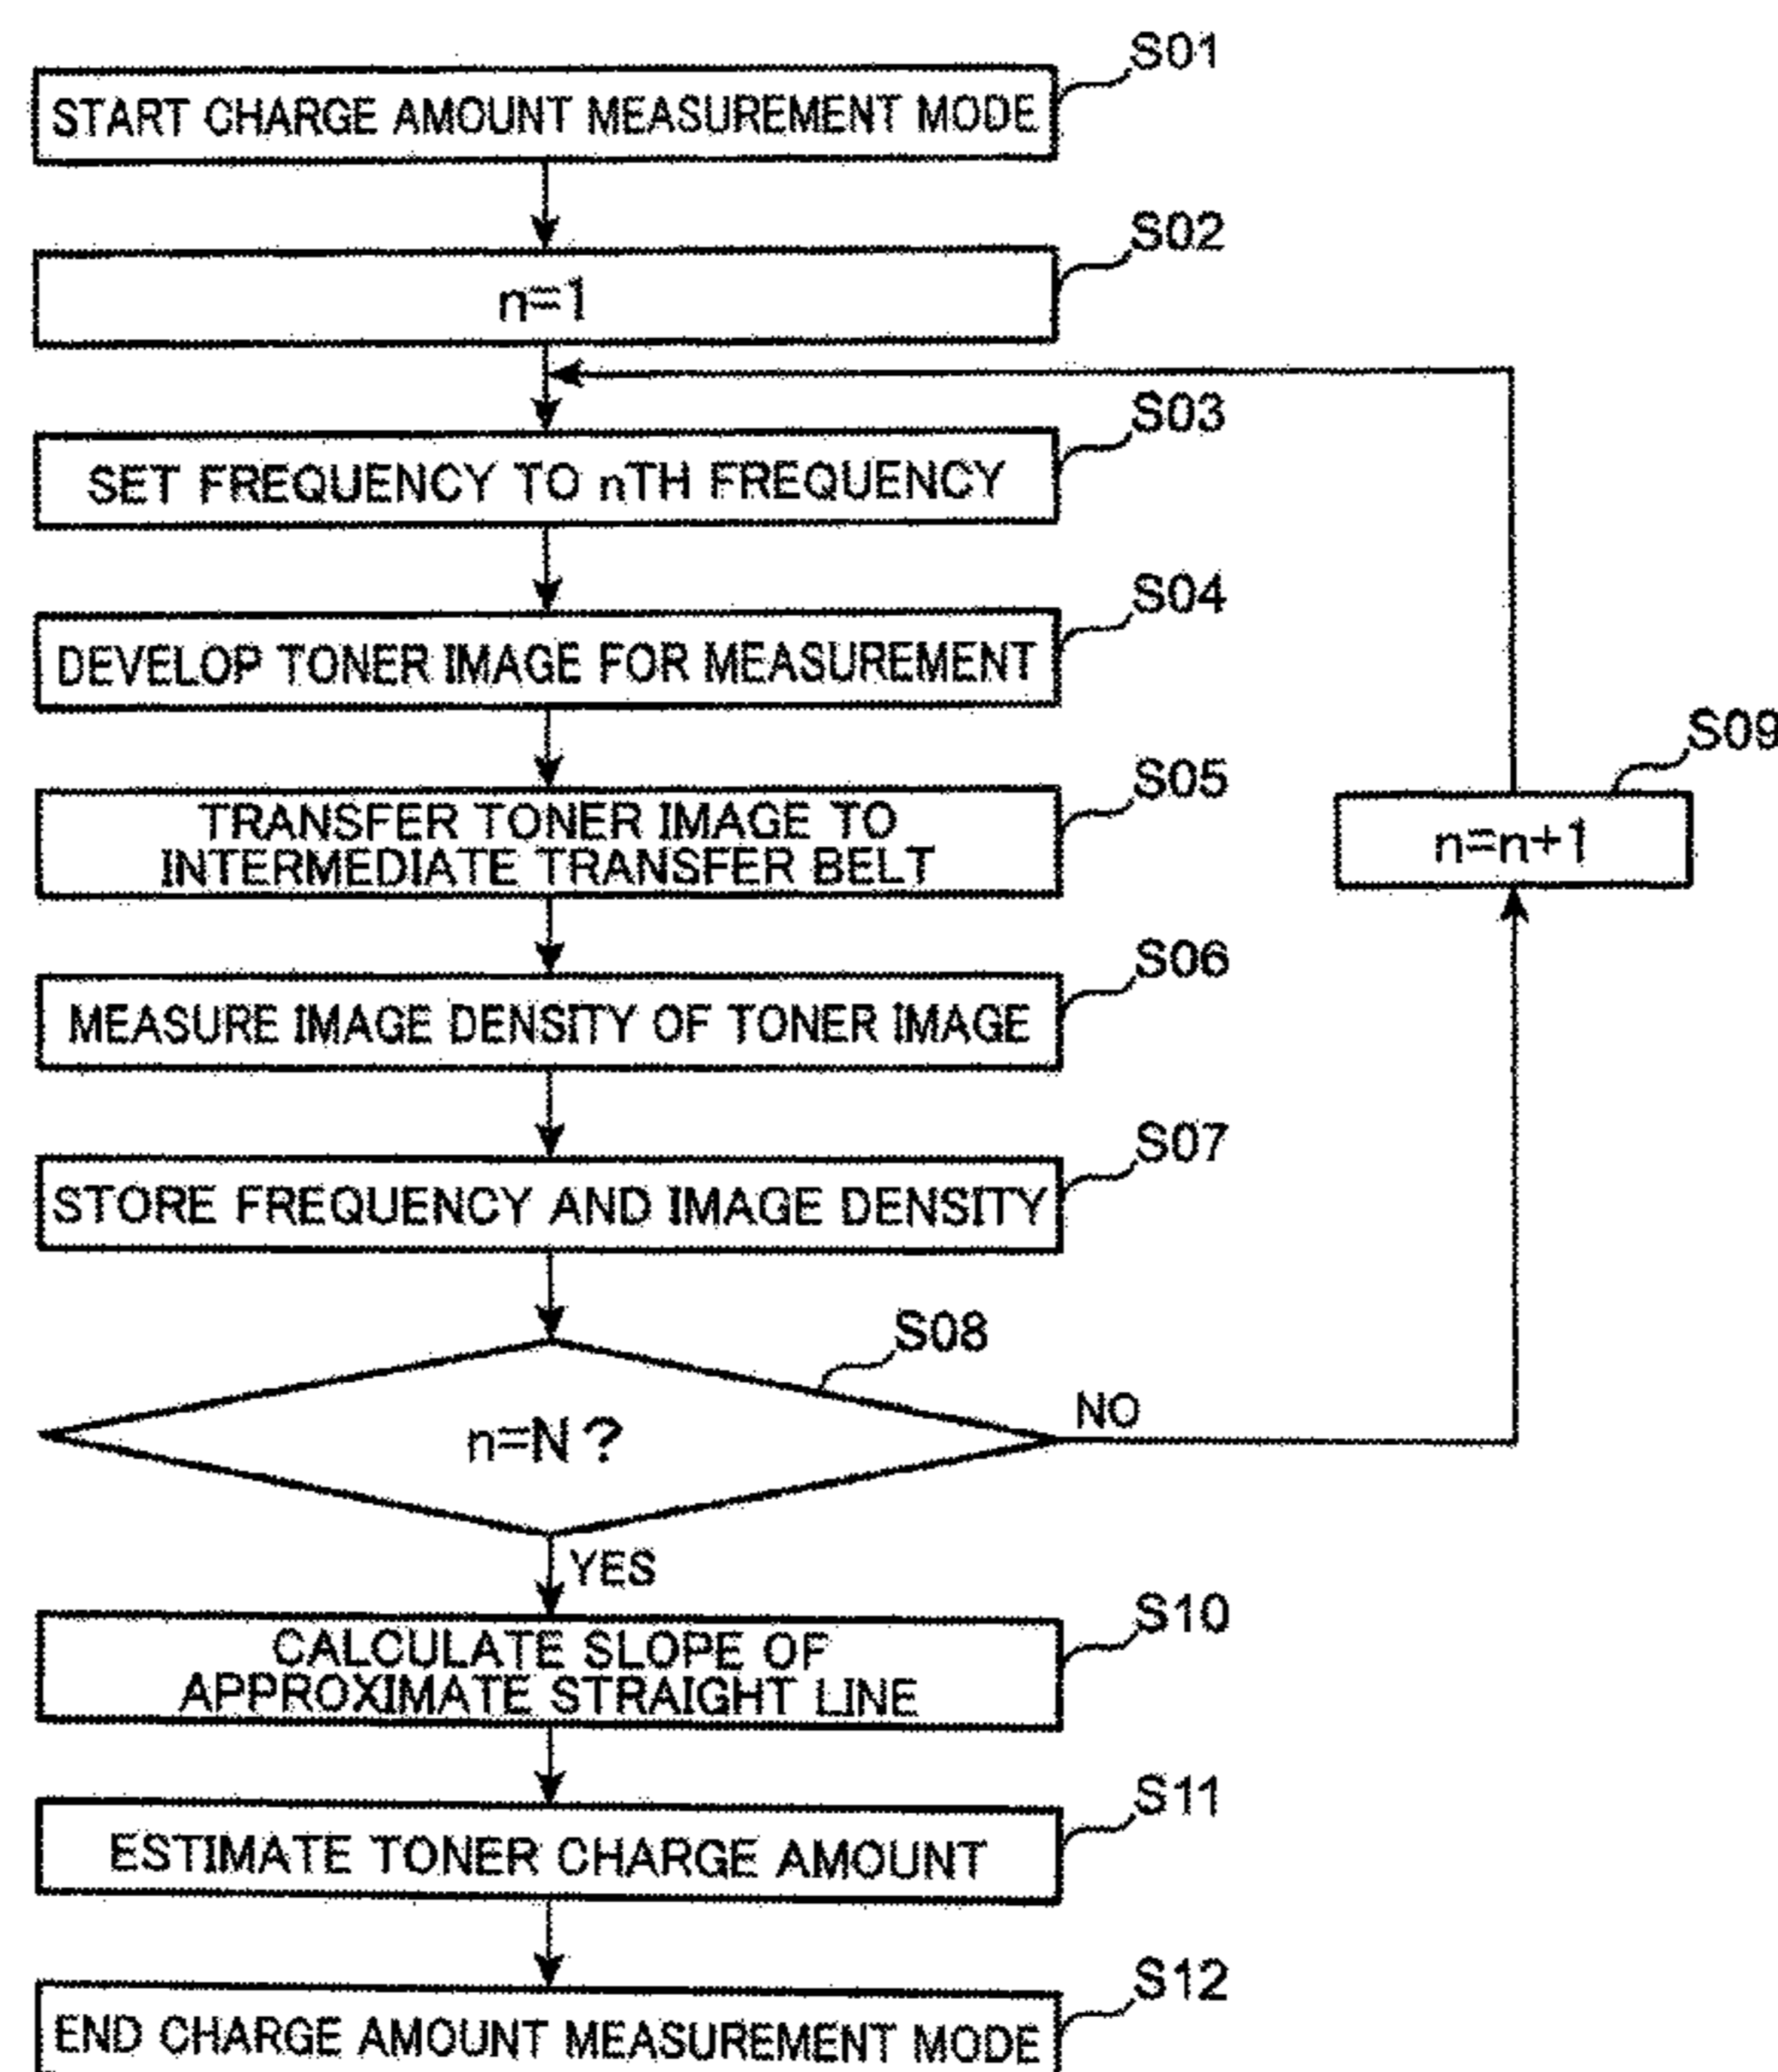 S01
START CHARGE AMOUNT MEASUREMENT MODE
S02
n=1
S03
SET FREQUENCY TO nTH FREQUENCY
S04
DEVELOP TONER IMAGE FOR MEASUREMENT
S05
TRANSFER TONER IMAGE TO
INTERMEDIATE TRANSFER BELT
S09
n=n+1
S06
MEASURE IMAGE DENSITY OF TONER IMAGE
S07
STORE FREQUENCY AND IMAGE DENSITY
S08
n=N?
NO
YES
S10
CALCULATE SLOPE OF
APPROXIMATE STRAIGHT LINE
S11
ESTIMATE TONER CHARGE AMOUNT
S12
END CHARGE AMOUNT MEASUREMENT MODE